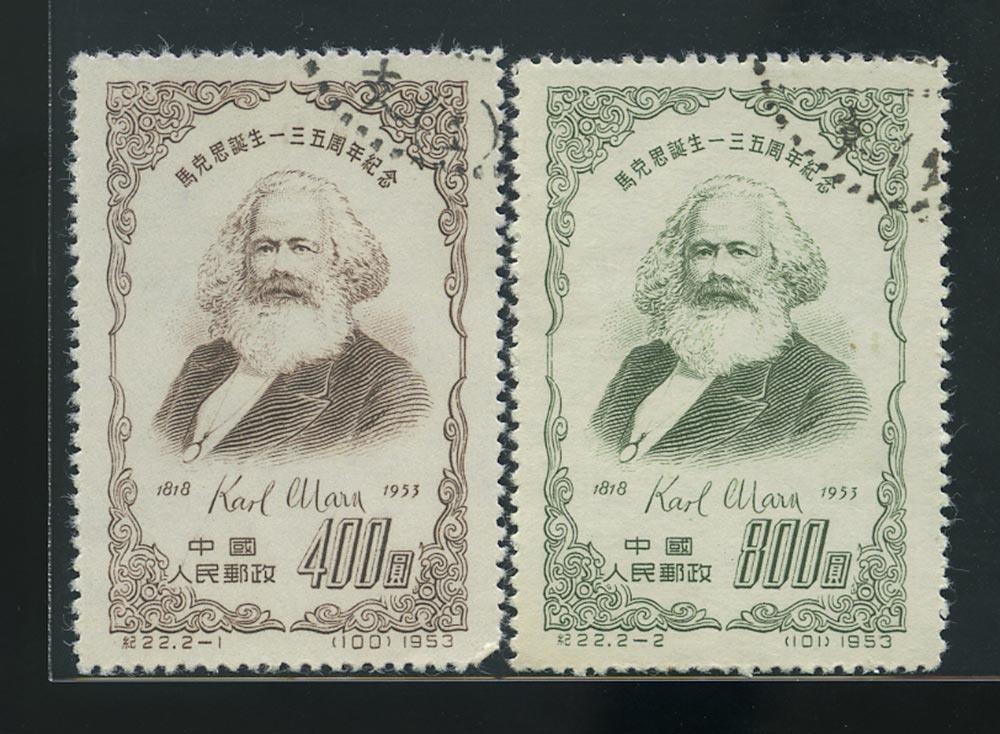 馬克思誕生一三五周年紀念
1818 Karl Marx 1953
中國
人民郵政 400圓
紀22.2-1 (100) 1953
馬克思誕生一三五周年紀念
1818 Karl Marx 1953
中國
人民郵政 800圓
紀22.2-2 (101) 1953